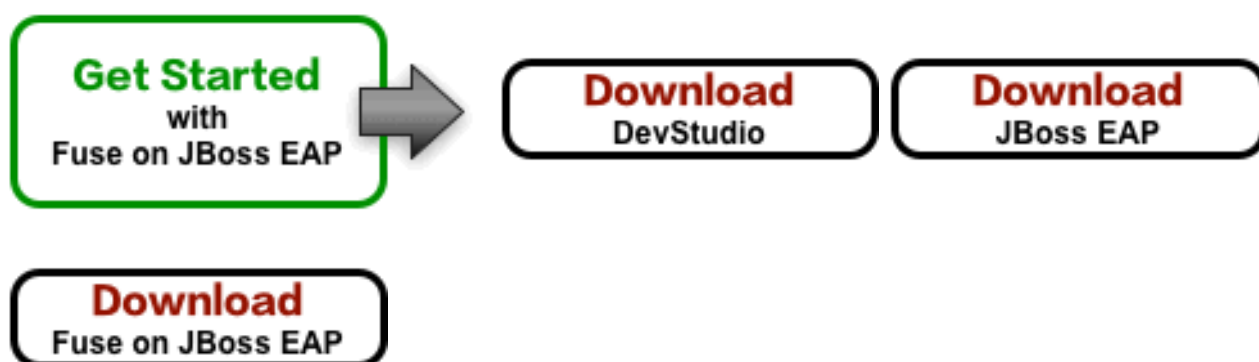 Get Started
with
Fuse on JBoss EAP
Download
DevStudio
Download
JBoss EAP
Download
Fuse on JBoss EAP